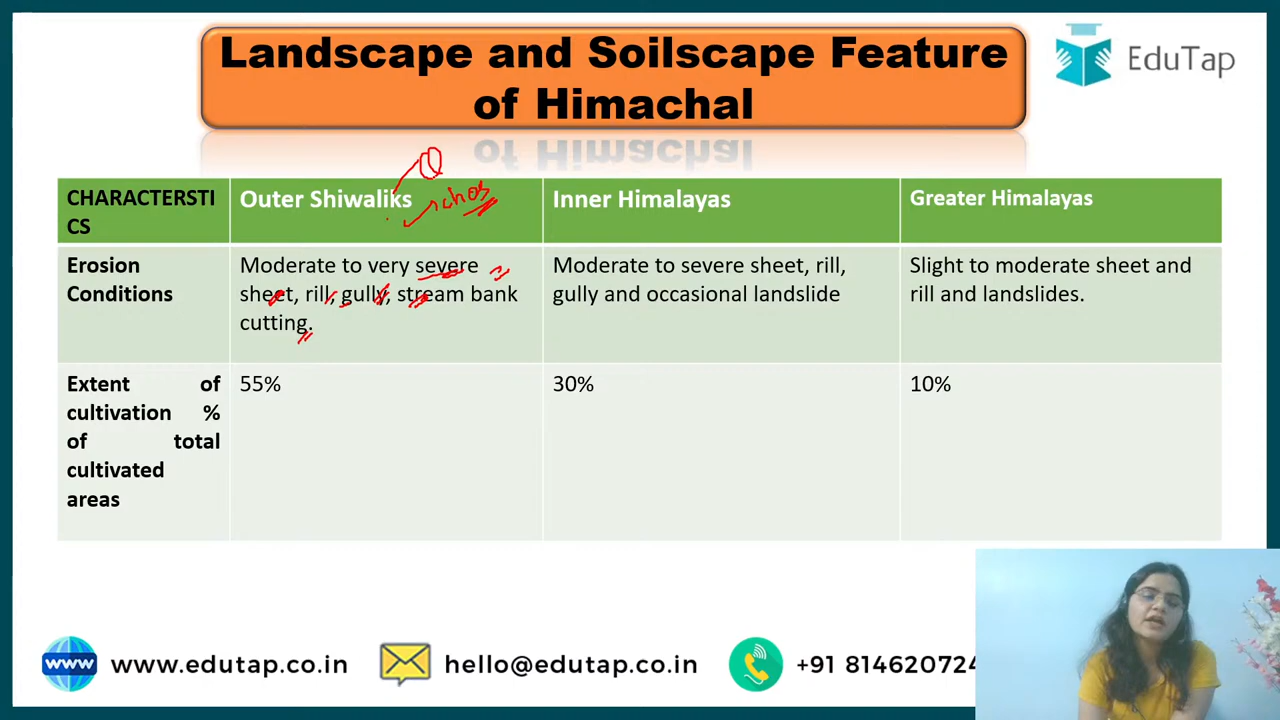 Landscape and Soilscape Feature
of Himachal
EduTap
CHARACTERSTI
CS
Outer Shiwaliks
chos
Inner Himalayas
Greater Himalayas
Erosion
Conditions
Moderate to very severe
sheet, rill, gully, stream bank
cutting.
Moderate to severe sheet, rill,
gully and occasional landslide
Slight to moderate sheet and
rill and landslides.
Extent of
cultivation %
of total
cultivated
areas
55%
30%
10%
www
www.edutap.co.in
hello@edutap.co.in
+91 814620724